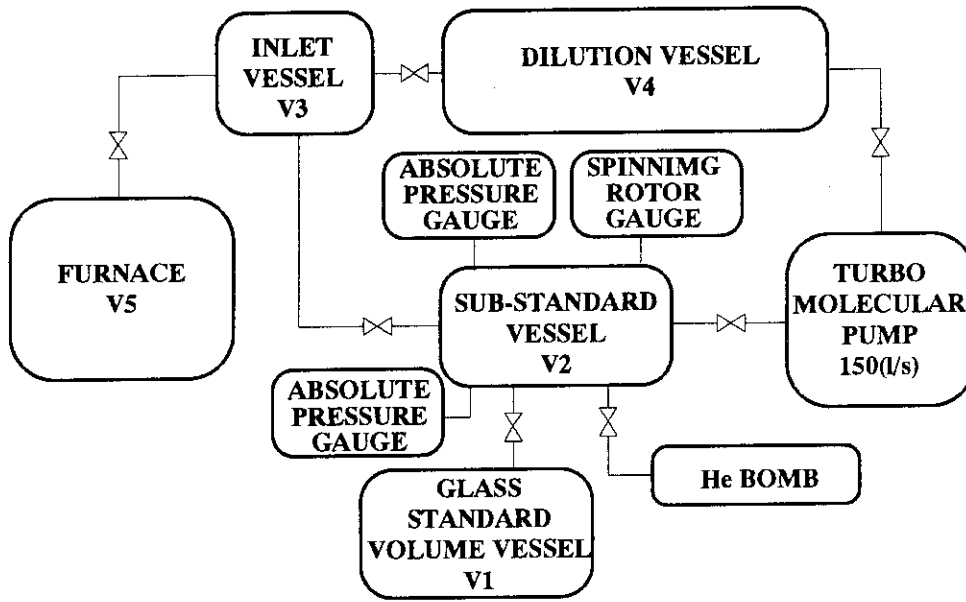 INLET
VESSEL
V3
DILUTION VESSEL
V4
ABSOLUTE
PRESSURE
GAUGE
SPINNIMG
ROTOR
GAUGE
FURNACE
V5
SUB-STANDARD
VESSEL
V2
TURBO
MOLECULAR
PUMP
150(l/s)
ABSOLUTE
PRESSURE
GAUGE
He BOMB
GLASS
STANDARD
VOLUME VESSEL
V1